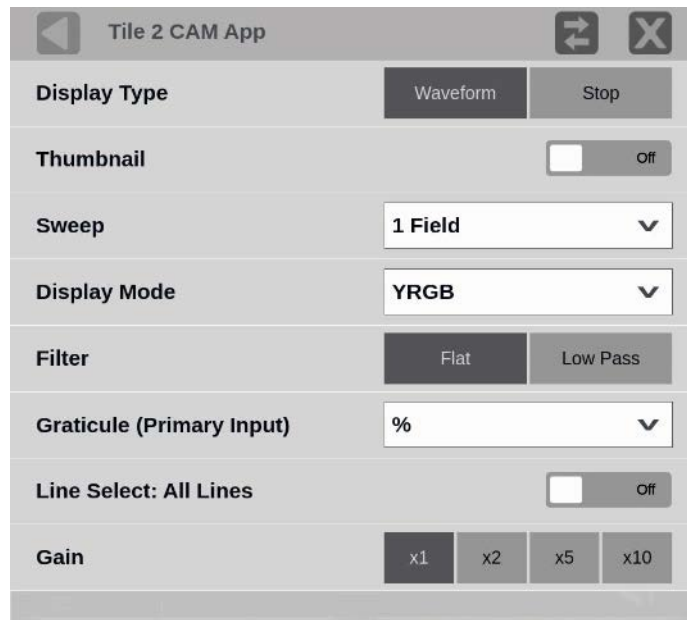 Tile 2 CAM App
Display Type Waveform Stop
Thumbnail Off
Sweep 1 Field
Display Mode YRGB
Filter Flat Low Pass
Graticule (Primary Input) %
Line Select: All Lines Off
Gain x1 x2 x5 x10